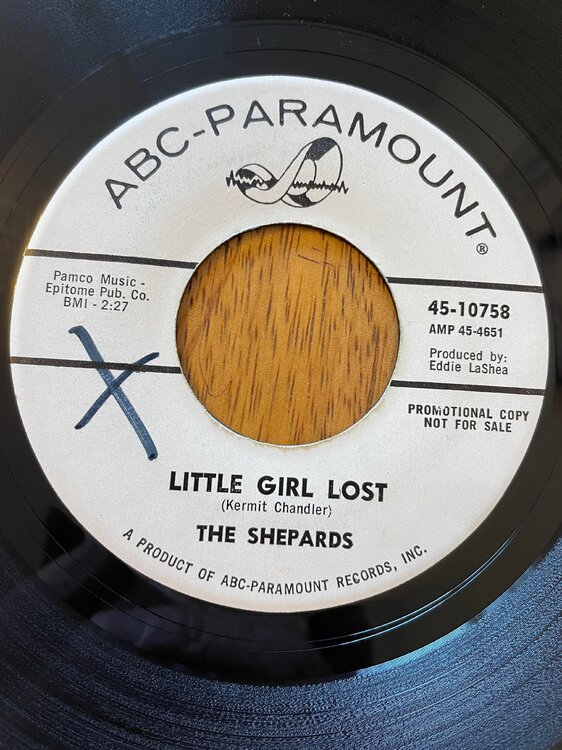 ABC-PARAMOUNT®
Pamco Music -
Epitome Pub. Co.
BMI - 2:27
45-10758
AMP 45-4651
Produced by:
Eddie LaShea
PROMOTIONAL COPY
NOT FOR SALE
X
LITTLE GIRL LOST
(Kermit Chandler)
THE SHEPARDS
A PRODUCT OF ABC-PARAMOUNT RECORDS, INC.